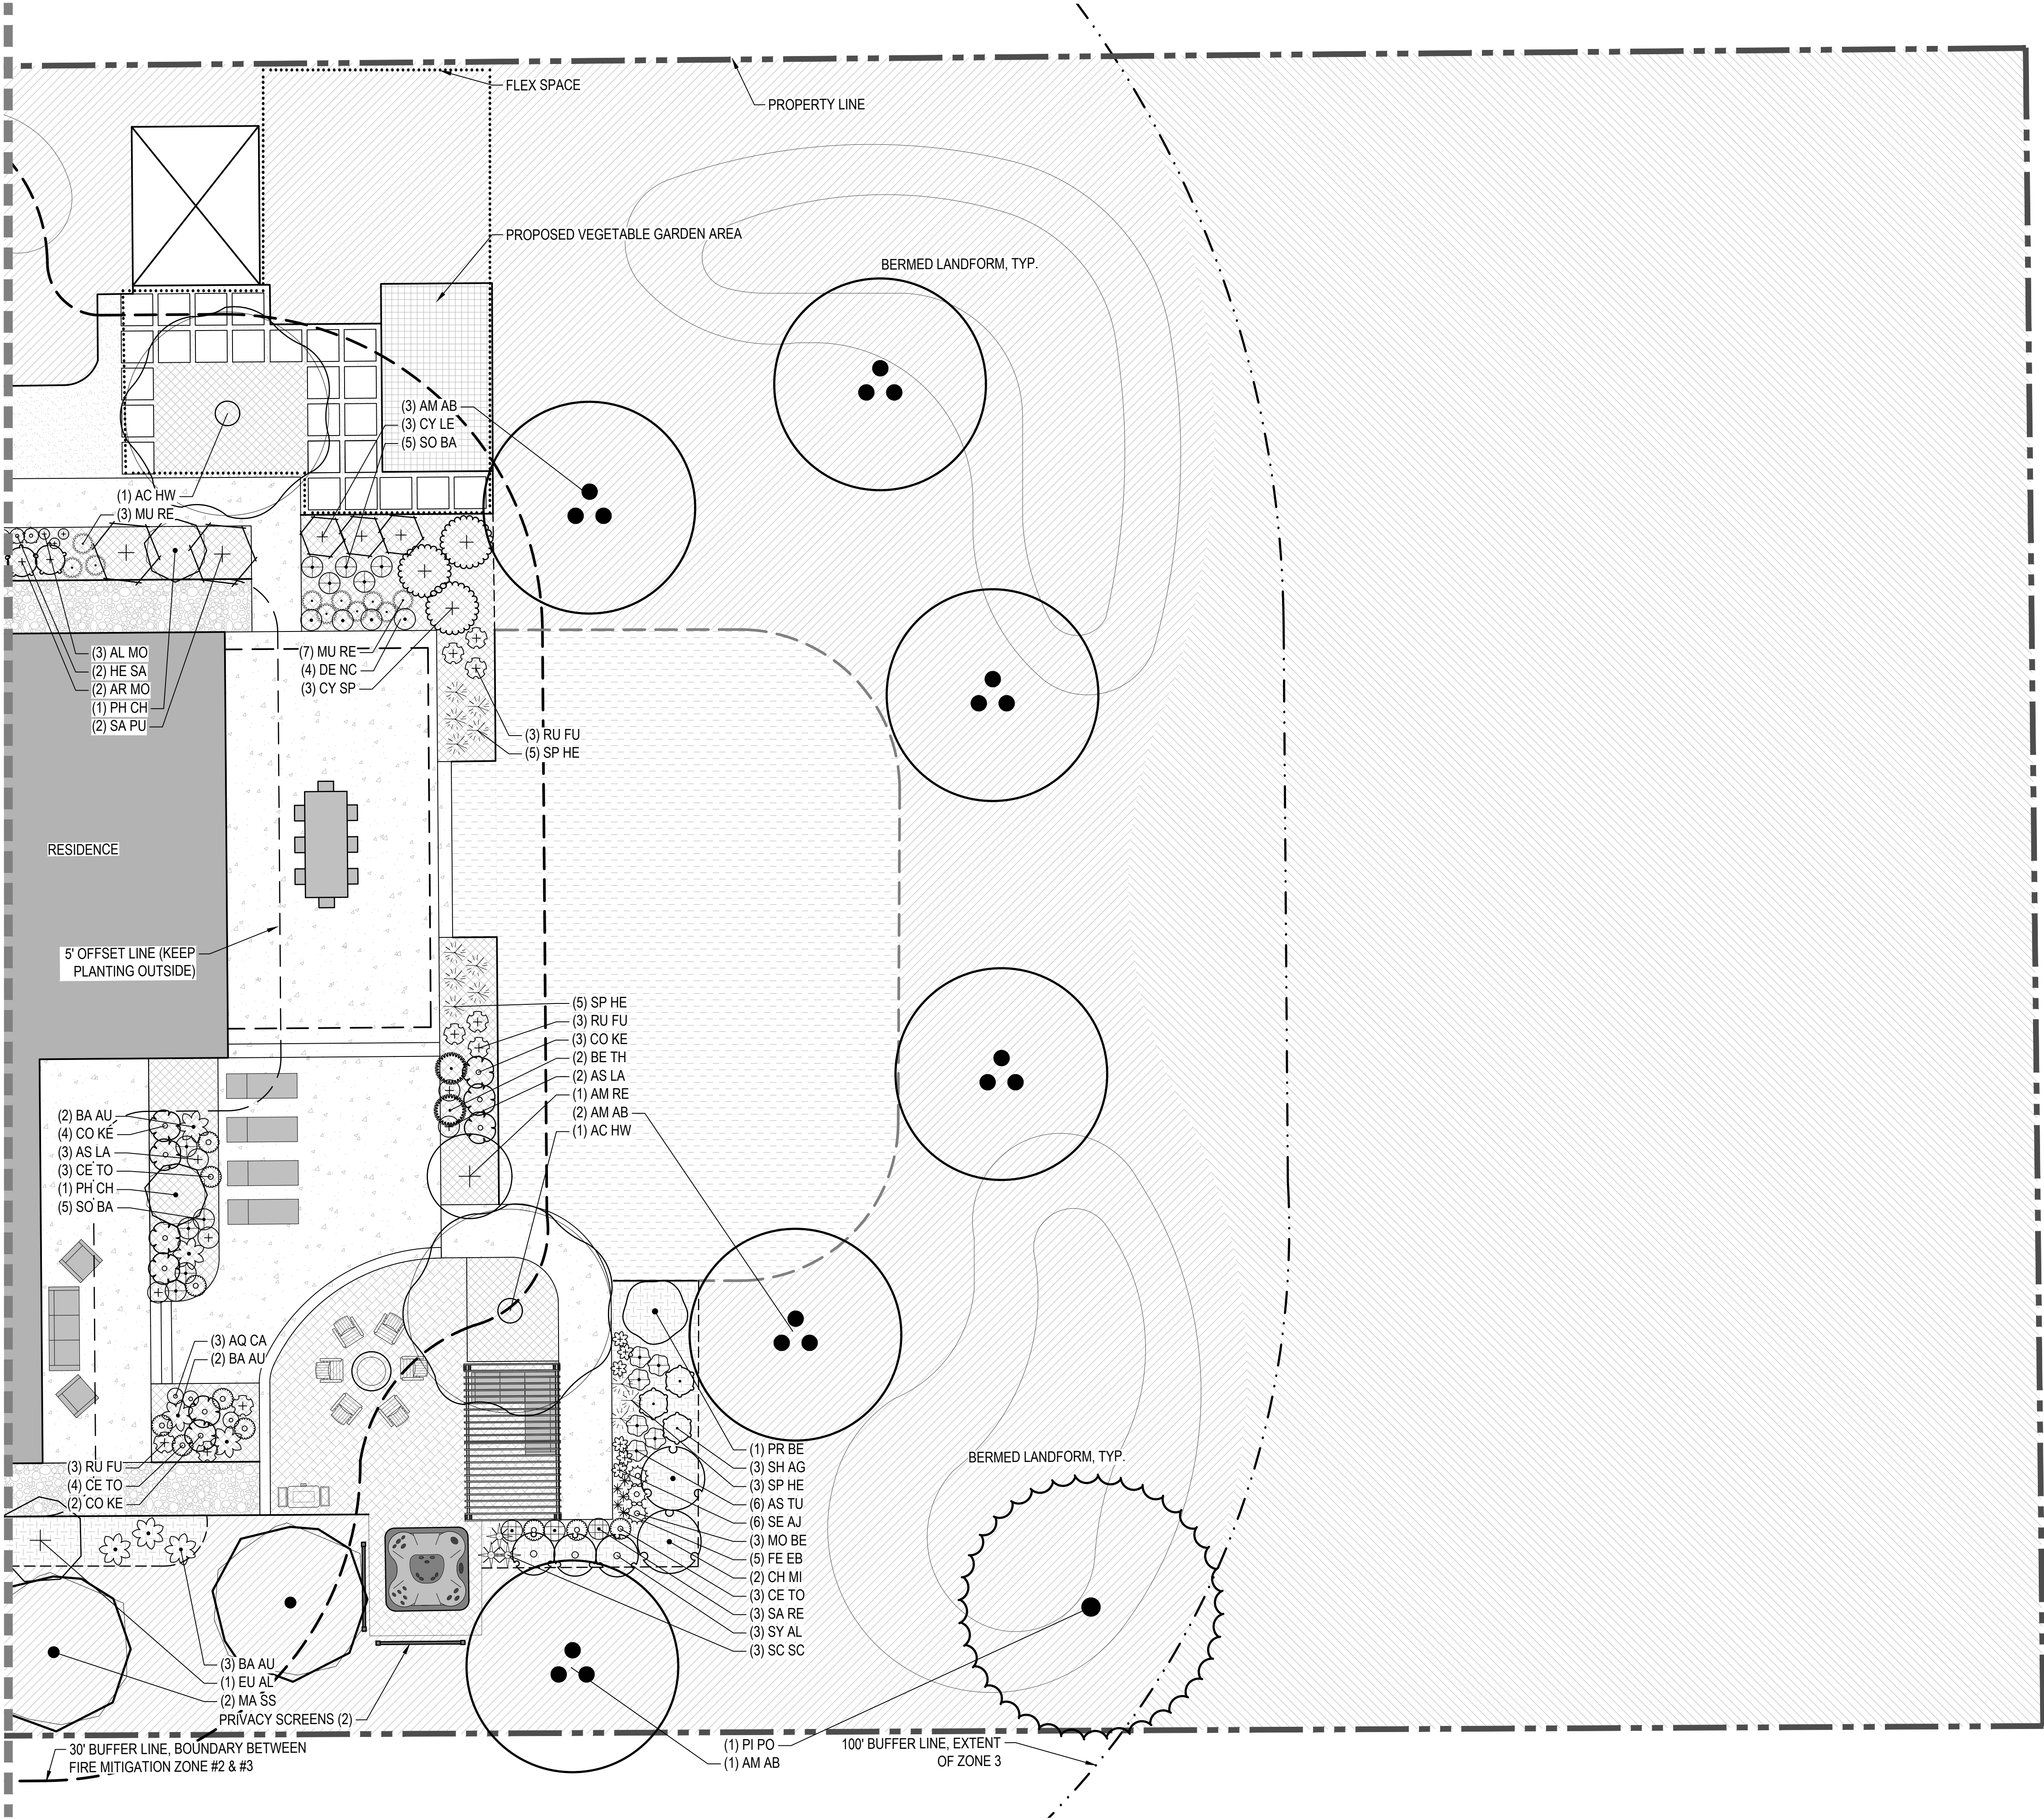 FLEX SPACE
PROPERTY LINE
PROPOSED VEGETABLE GARDEN AREA
BERMED LANDFORM, TYP.
(3) AM AB
(3) CY LE
(5) SO BA
(1) AC HW
(3) MU RE
(3) AL MO
(2) HE SA
(2) AR MO
(1) PH CH
(2) SA PU
(7) MU RE
(4) DE NC
(3) CY SP
(3) RU FU
(5) SP HE
RESIDENCE
5' OFFSET LINE (KEEP
PLANTING OUTSIDE)
(5) SP HE
(3) RU FU
(3) CO KE
(2) BE TH
(2) AS LA
(1) AM RE
(2) AM AB
(1) AC HW
(2) BA AU
(4) CO KE
(3) AS LA
(3) CE TO
(1) PH CH
(5) SO BA
(3) AQ CA
(2) BA AU
(3) RU FU
(4) CE TO
(2) CO KE
(1) PR BE
(3) SH AG
(3) SP HE
(6) AS TU
(6) SE AJ
(3) MO BE
(5) FE EB
(2) CH MI
(3) CE TO
(3) SA RE
(3) SY AL
(3) SC SC
BERMED LANDFORM, TYP.
(3) BA AU
(1) EU AL
(2) MA SS
PRIVACY SCREENS (2)
30' BUFFER LINE, BOUNDARY BETWEEN
FIRE MITIGATION ZONE #2 & #3
(1) PI PO
(1) AM AB
100' BUFFER LINE, EXTENT
OF ZONE 3